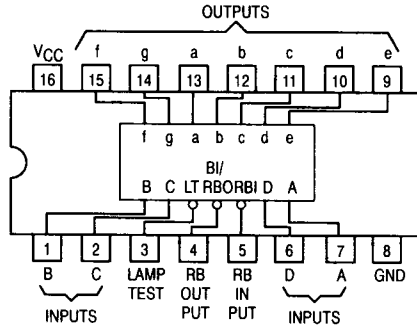 OUTPUTS
VCC f g a b c d e
16 15 14 13 12 11 10 9
f g a b c d e
BI/
B C LT RBO RBI D A
1 2 3 4 5 6 7 8
B C LAMP RB RB D A GND
TEST OUT IN
PUT PUT
INPUTS INPUTS